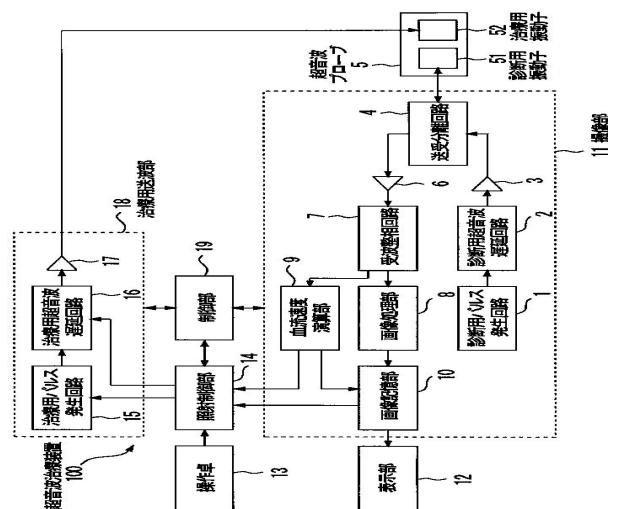 超音波治療装置
100
治療用パルス
発生回路
15
治療用超音波
遅延回路
16
17
18
治療用送波部
操作卓
13
照射制御部
14
制御部
19
血流速度
演算部
9
表示部
12
画像記憶部
10
画像処理部
8
受波整相回路
7
6
送受分離回路
4
診断用パルス
発生回路
1
診断用超音波
遅延回路
2
3
11 撮像部
超音波
プローブ
5
51
診断用
振動子
52
治療用
振動子